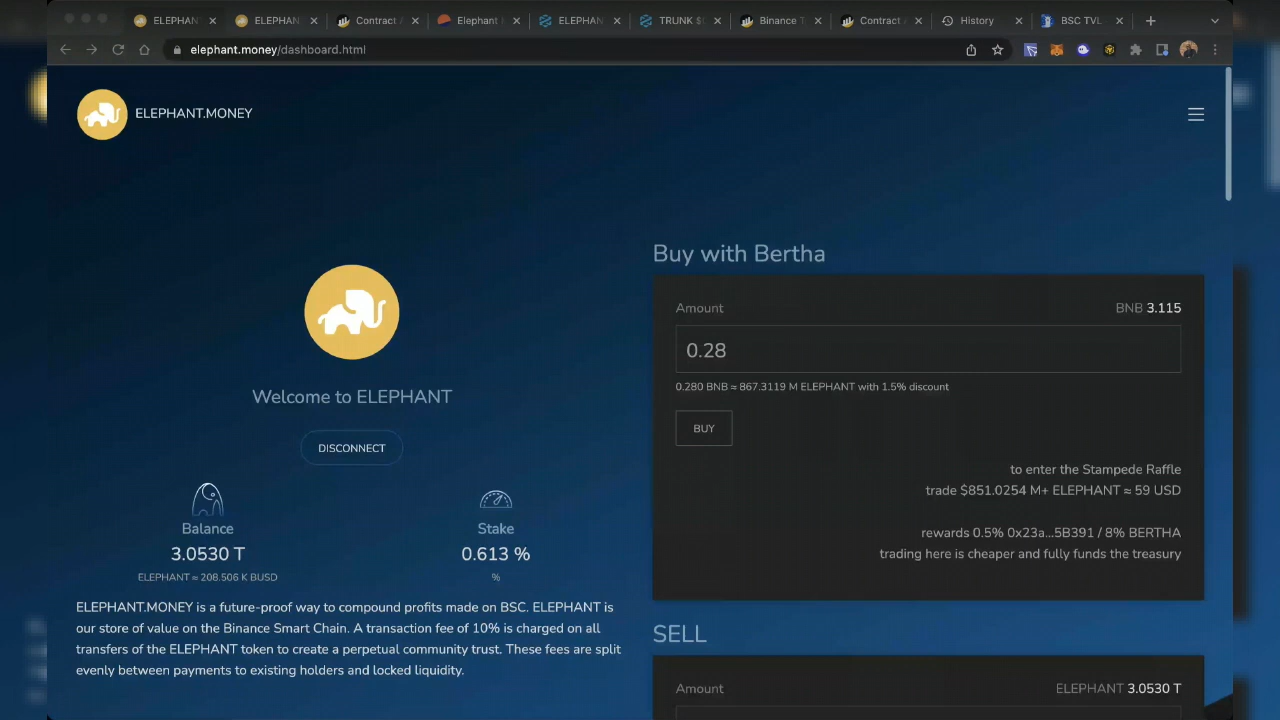 ELEPHAN
ELEPHAN
Contract A
Elephant M
ELEPHAN
TRUNK $0
Binance T
Contract A
History
BSC TVL
elephant.money/dashboard.html
ELEPHANT.MONEY
Buy with Bertha
Amount
BNB 3.115
0.28
0.280 BNB ≈ 867.3119 M ELEPHANT with 1.5% discount
BUY
to enter the Stampede Raffle
trade $851.0254 M+ ELEPHANT ≈ 59 USD
rewards 0.5% 0x23a...5B391 / 8% BERTHA
trading here is cheaper and fully funds the treasury
Welcome to ELEPHANT
DISCONNECT
Balance
3.0530 T
ELEPHANT ≈ 208.506 K BUSD
Stake
0.613 %
%
ELEPHANT.MONEY is a future-proof way to compound profits made on BSC. ELEPHANT is
our store of value on the Binance Smart Chain. A transaction fee of 10% is charged on all
transfers of the ELEPHANT token to create a perpetual community trust. These fees are split
evenly between payments to existing holders and locked liquidity.
SELL
Amount
ELEPHANT 3.0530 T